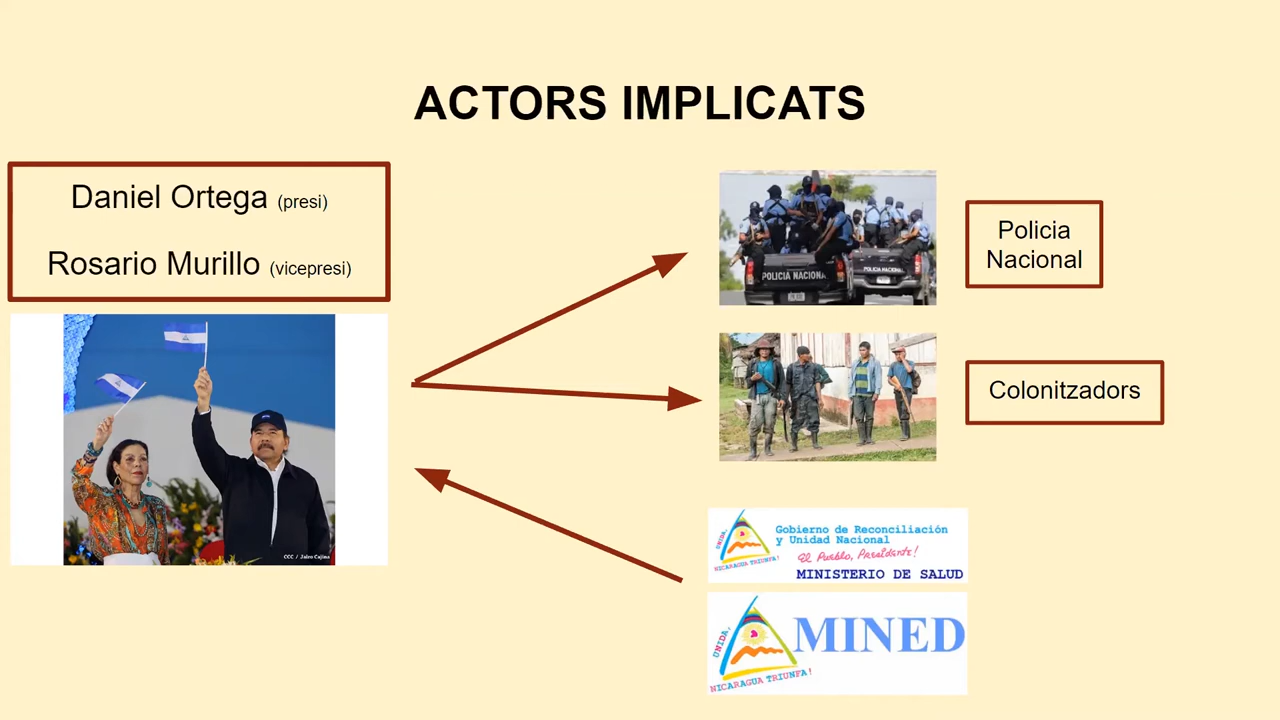 ACTORS IMPLICATS
Daniel Ortega (presi)
Rosario Murillo (vicepresi)
CCC / Jairo Cajina
POLICIA NACIONAL
POLICIA NACIONAL
Policia
Nacional
Colonitzadors
UNIDA,
NICARAGUA TRIUNFA!
Gobierno de Reconciliación
y Unidad Nacional
El Pueblo, Presidente!
MINISTERIO DE SALUD
UNIDA,
NICARAGUA TRIUNFA!
MINED